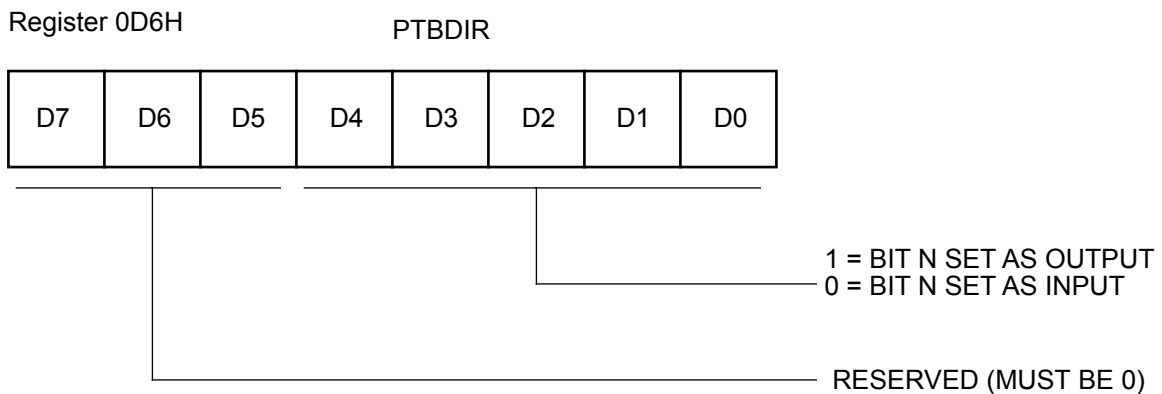 Register 0D6H
PTBDIR
D7 D6 D5 D4 D3 D2 D1 D0
1 = BIT N SET AS OUTPUT
0 = BIT N SET AS INPUT
RESERVED (MUST BE 0)